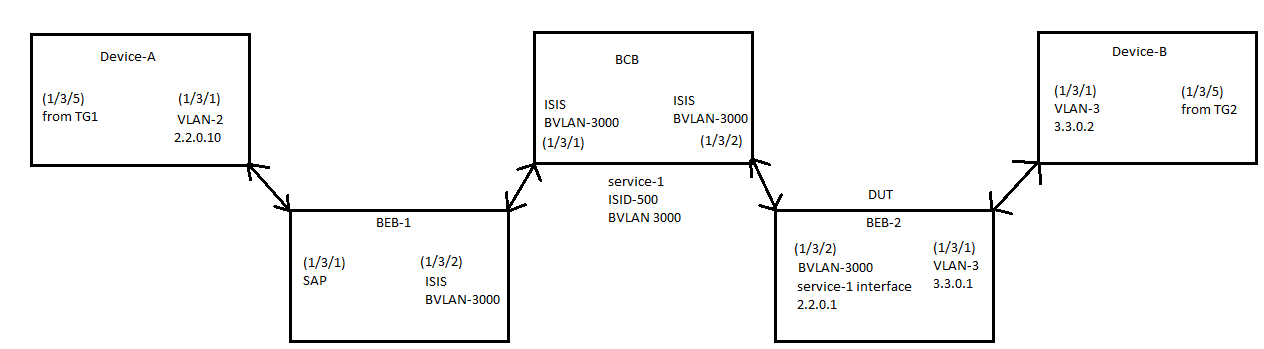 Device-A
(1/3/5)
from TG1
(1/3/1)
VLAN-2
2.2.0.10
BEB-1
(1/3/1)
SAP
(1/3/2)
ISIS
BVLAN-3000
BCB
ISIS
BVLAN-3000
(1/3/1)
ISIS
BVLAN-3000
(1/3/2)
service-1
ISID-500
BVLAN 3000
DUT
BEB-2
(1/3/2)
BVLAN-3000
service-1 interface
2.2.0.1
(1/3/1)
VLAN-3
3.3.0.1
Device-B
(1/3/1)
VLAN-3
3.3.0.2
(1/3/5)
from TG2